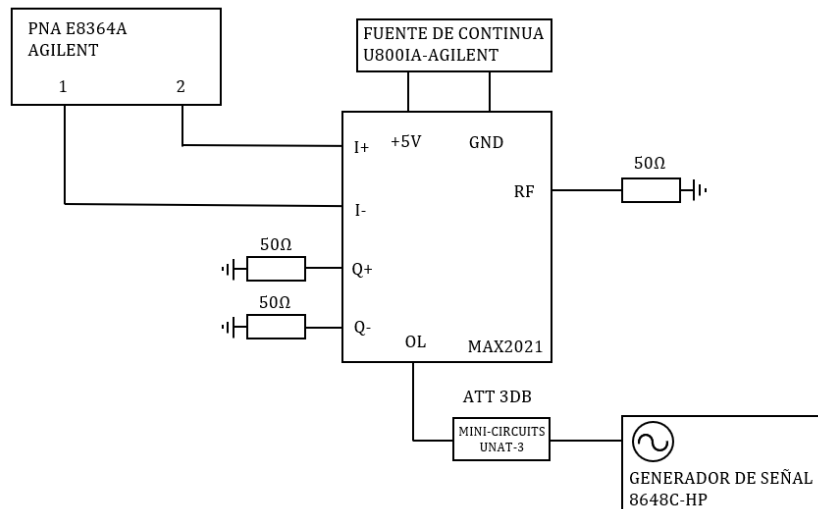 PNA E8364A
AGILENT
1 2
FUENTE DE CONTINUA
U800IA-AGILENT
I+ +5V GND
RF
50Ω
I-
50Ω
Q+
50Ω
Q-
OL
MAX2021
ATT 3DB
MINI-CIRCUITS
UNAT-3
GENERADOR DE SEÑAL
8648C-HP